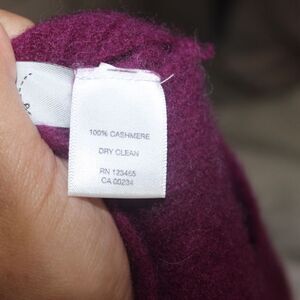 100% CASHMERE
DRY CLEAN
RN 123465
CA 00234